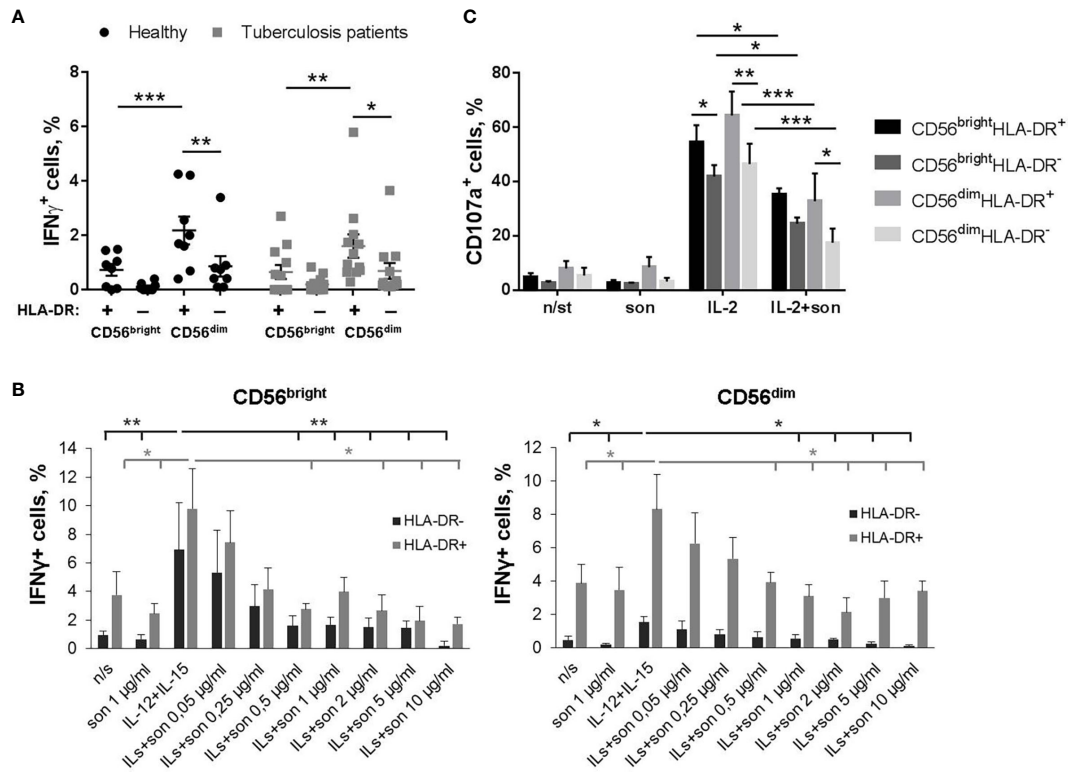 A
● Healthy ■ Tuberculosis patients
IFNγ⁺ cells, %
8
6
4
2
0
*** ** ** *
HLA-DR: + − + − + − + −
CD56bright CD56dim CD56bright CD56dim
C
CD107a⁺ cells, %
80
60
40
20
0
*
*
**
*
***
***
*
n/st son IL-2 IL-2+son
CD56brightHLA-DR⁺
CD56brightHLA-DR⁻
CD56dimHLA-DR⁺
CD56dimHLA-DR⁻
B
CD56bright
** **
* *
IFNγ+ cells, %
14
12
10
8
6
4
2
0
HLA-DR-
HLA-DR+
n/s
son 1 µg/ml
IL-12+IL-15
ILs+son 0,05 µg/ml
ILs+son 0,25 µg/ml
ILs+son 0,5 µg/ml
ILs+son 1 µg/ml
ILs+son 2 µg/ml
ILs+son 5 µg/ml
ILs+son 10 µg/ml
CD56dim
* *
* *
IFNγ+ cells, %
12
10
8
6
4
2
0
HLA-DR-
HLA-DR+
n/s
son 1 µg/ml
IL-12+IL-15
ILs+son 0,05 µg/ml
ILs+son 0,25 µg/ml
ILs+son 0,5 µg/ml
ILs+son 1 µg/ml
ILs+son 2 µg/ml
ILs+son 5 µg/ml
ILs+son 10 µg/ml